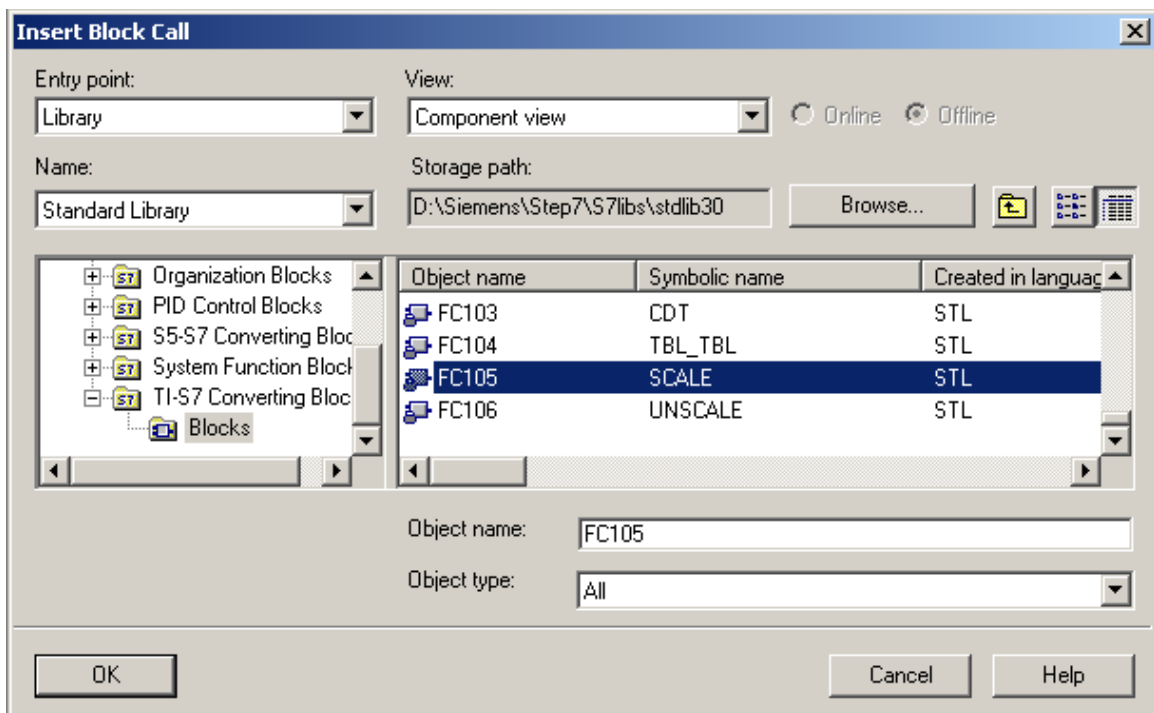 Insert Block Call
Entry point:
View:
Library
Component view
Online
Offline
Name:
Storage path:
Standard Library
D:\Siemens\Step7\S7libs\stdlib30
Browse...
Organization Blocks
PID Control Blocks
S5-S7 Converting Bloc
System Function Block
TI-S7 Converting Bloc
Blocks
Object name Symbolic name Created in languag
FC103 CDT STL
FC104 TBL_TBL STL
FC105 SCALE STL
FC106 UNSCALE STL
Object name:
FC105
Object type:
All
OK
Cancel
Help